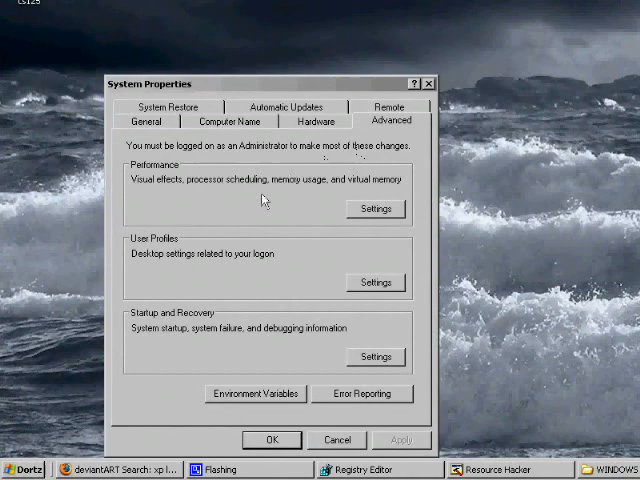 cs125
System Properties
System Restore Automatic Updates Remote
General Computer Name Hardware Advanced
You must be logged on as an Administrator to make most of these changes.
Performance
Visual effects, processor scheduling, memory usage, and virtual memory
Settings
User Profiles
Desktop settings related to your logon
Settings
Startup and Recovery
System startup, system failure, and debugging information
Settings
Environment Variables Error Reporting
OK Cancel Apply
Dortz deviantART Search: xp l... Flashing Registry Editor Resource Hacker WINDOWS